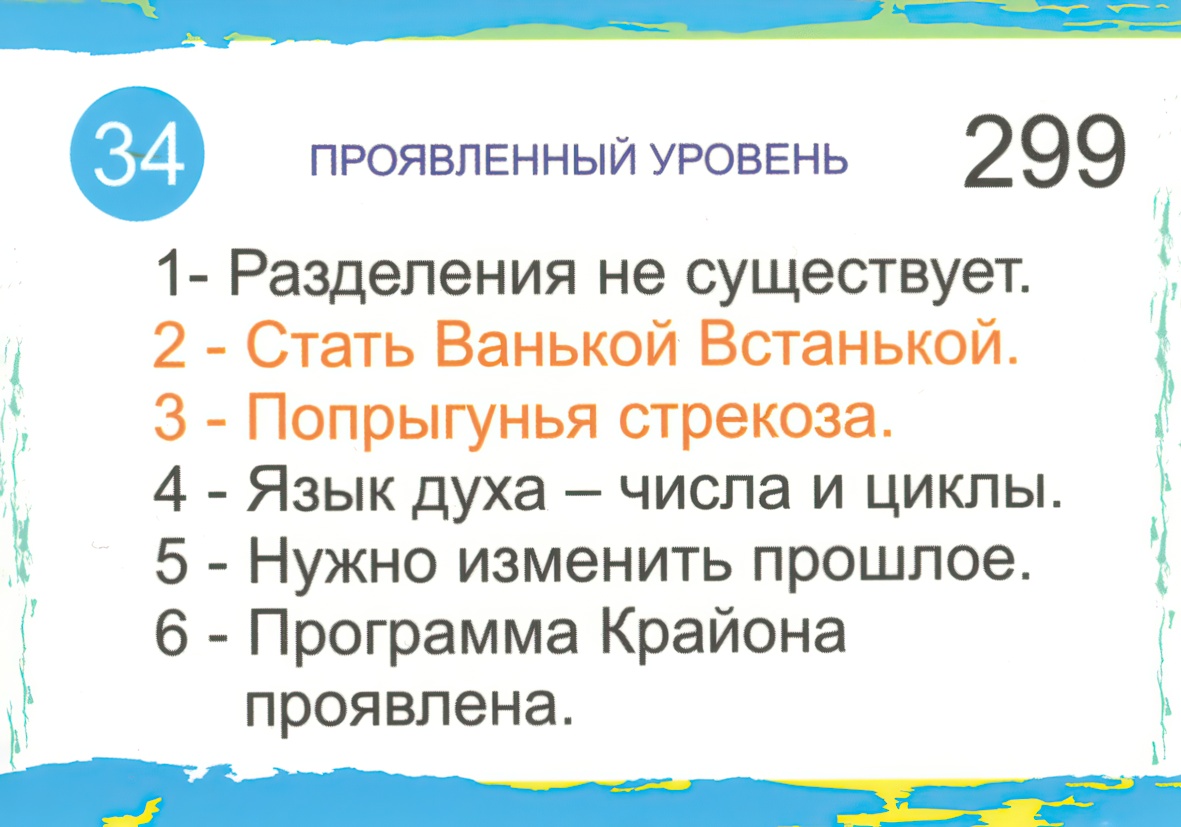 34
ПРОЯВЛЕННЫЙ УРОВЕНЬ
299
1- Разделения не существует.
2 - Стать Ванькой Встанькой.
3 - Попрыгунья стрекоза.
4 - Язык духа – числа и циклы.
5 - Нужно изменить прошлое.
6 - Программа Крайона
проявлена.